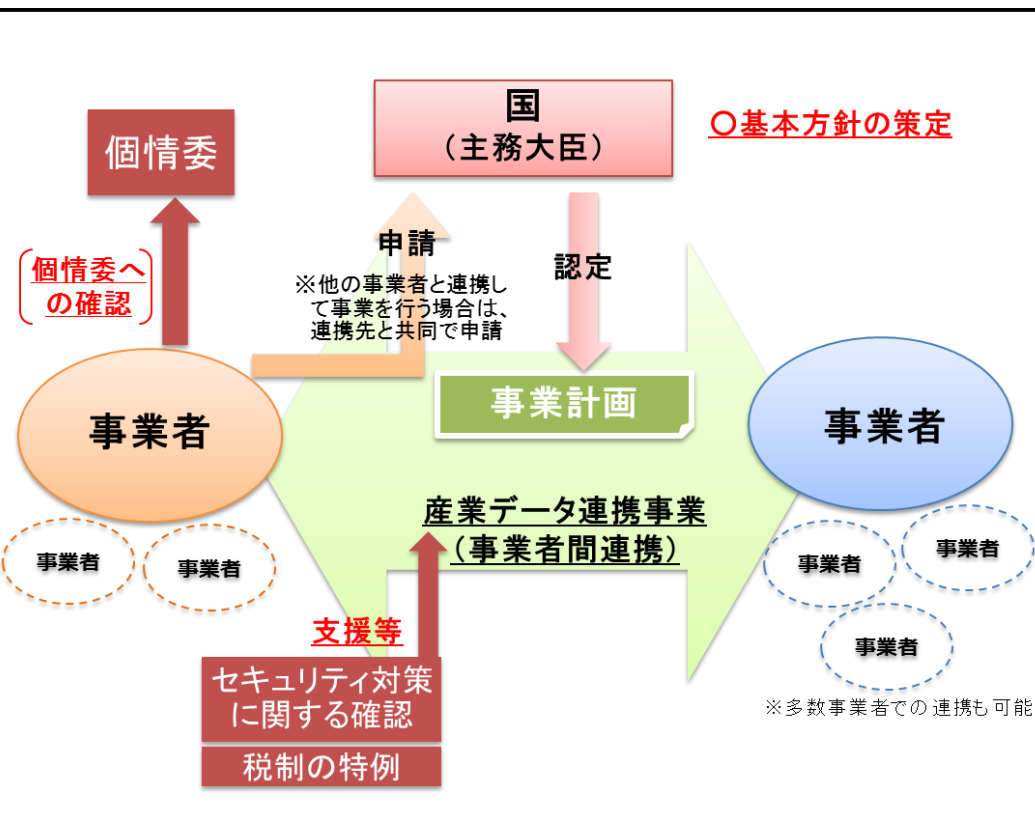 国
（主務大臣）
〇基本方針の策定
個情委
個情委へ
の確認
申請
※他の事業者と連携し
て事業を行う場合は、
連携先と共同で申請
認定
事業計画
事業者
事業者
産業データ連携事業
（事業者間連携）
事業者
事業者
事業者
事業者
事業者
支援等
セキュリティ対策
に関する確認
税制の特例
※多数事業者での連携も可能